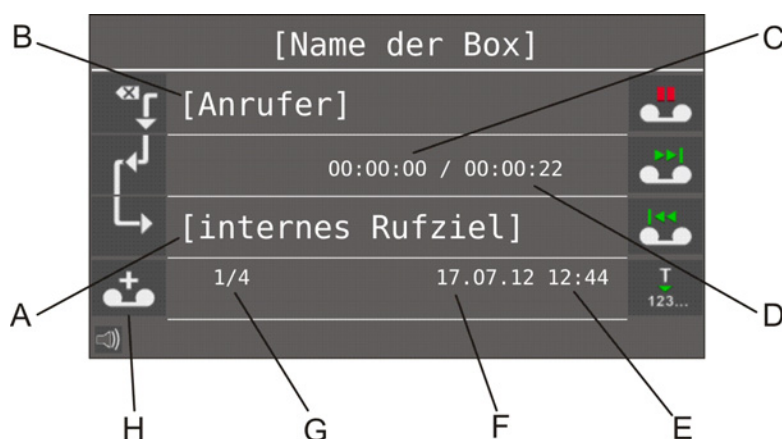 [Name der Box]
B
C
[Anrufer]
00:00:00 / 00:00:22
[internes Rufziel]
1/4 17.07.12 12:44
T
123...
A
D
H
G
F
E